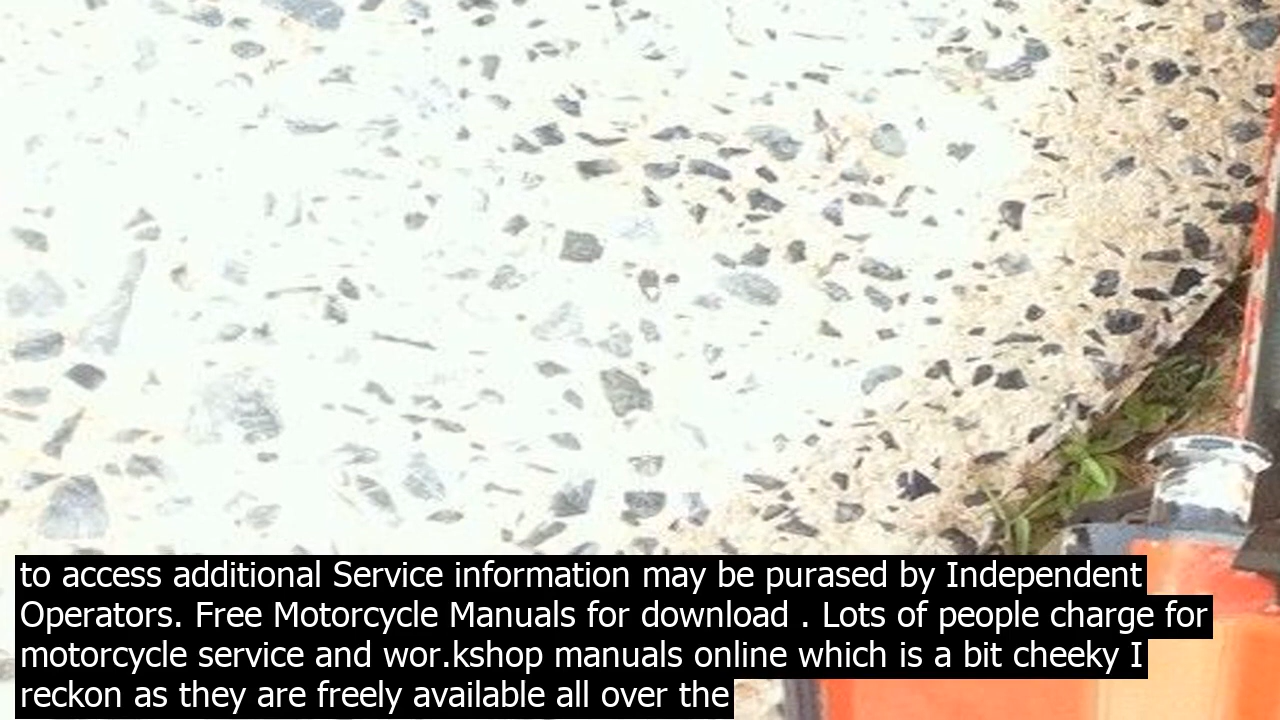 to access additional Service information may be purased by Independent
Operators. Free Motorcycle Manuals for download . Lots of people charge for
motorcycle service and wor.kshop manuals online which is a bit cheeky I
reckon as they are freely available all over the